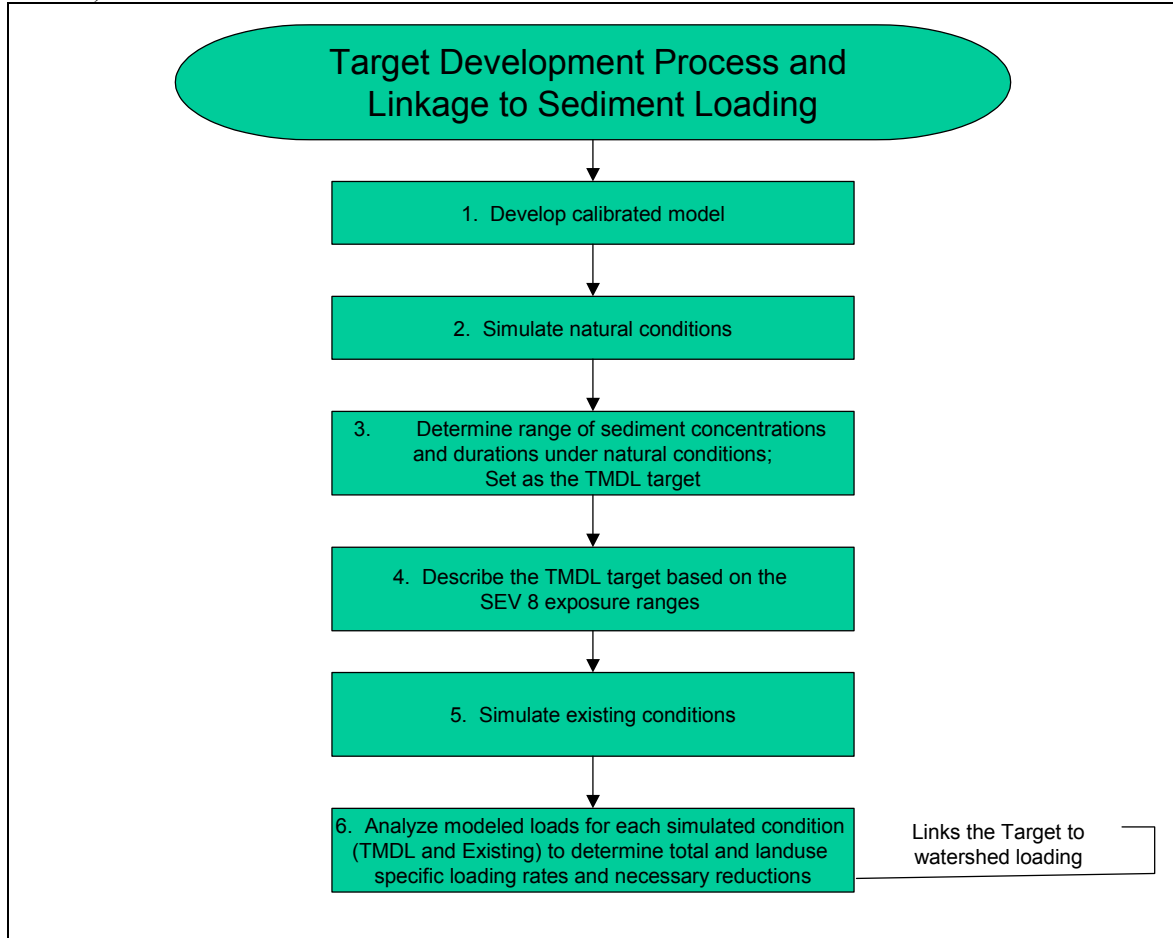 Target Development Process and
Linkage to Sediment Loading
1. Develop calibrated model
2. Simulate natural conditions
3. Determine range of sediment concentrations
and durations under natural conditions;
Set as the TMDL target
4. Describe the TMDL target based on the
SEV 8 exposure ranges
5. Simulate existing conditions
6. Analyze modeled loads for each simulated condition
(TMDL and Existing) to determine total and landuse
specific loading rates and necessary reductions
Links the Target to
watershed loading